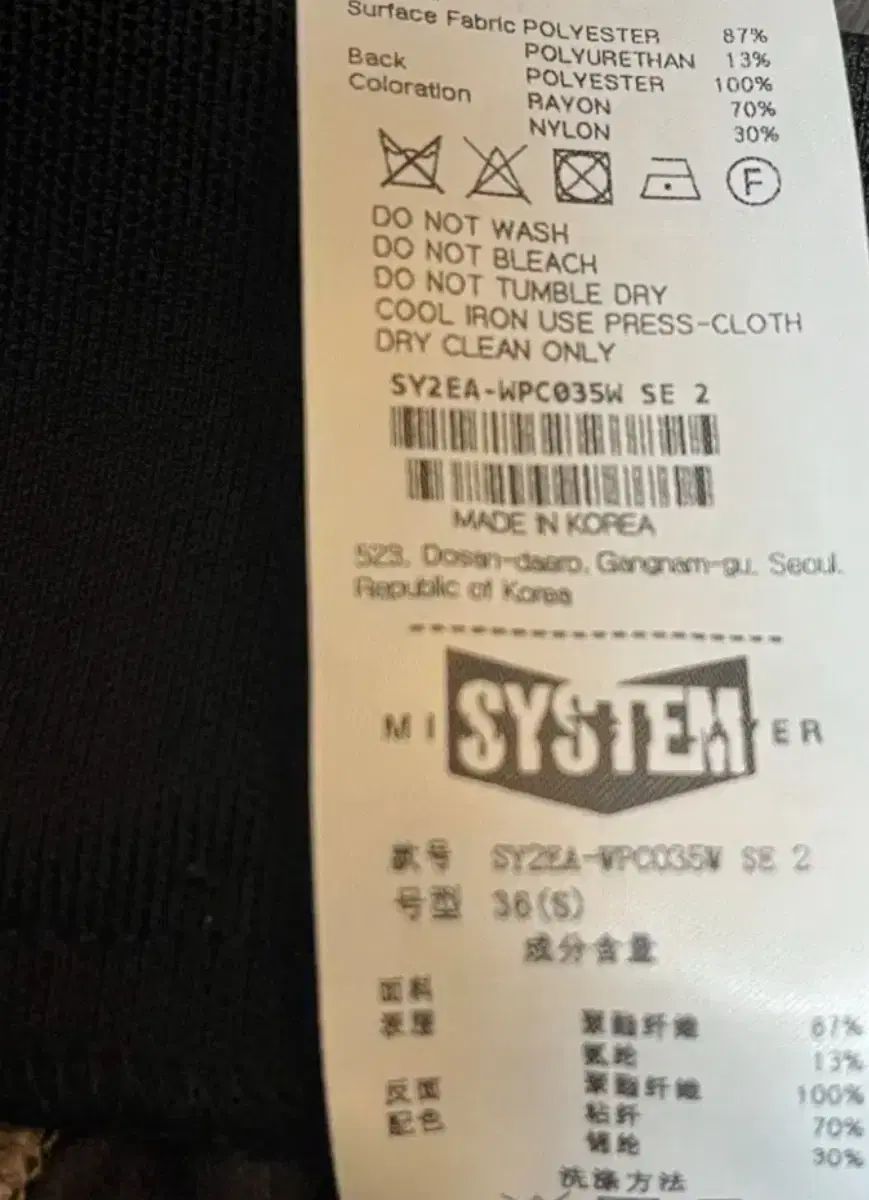 Surface Fabric POLYESTER 87%
POLYURETHAN 13%
Back POLYESTER 100%
Coloration RAYON 70%
NYLON 30%
F
DO NOT WASH
DO NOT BLEACH
DO NOT TUMBLE DRY
COOL IRON USE PRESS-CLOTH
DRY CLEAN ONLY
SY2EA-WPC035W SE 2
MADE IN KOREA
523, Dosan-daero, Gangnam-gu, Seoul,
Republic of Korea
SYSTEM
款号 SY2EA-WPC035W SE 2
号型 36(S)
成分含量
面料
表层 聚酯纤维 87%
氨纶 13%
反面 聚酯纤维 100%
配色 粘纤 70%
锦纶 30%
洗涤方法